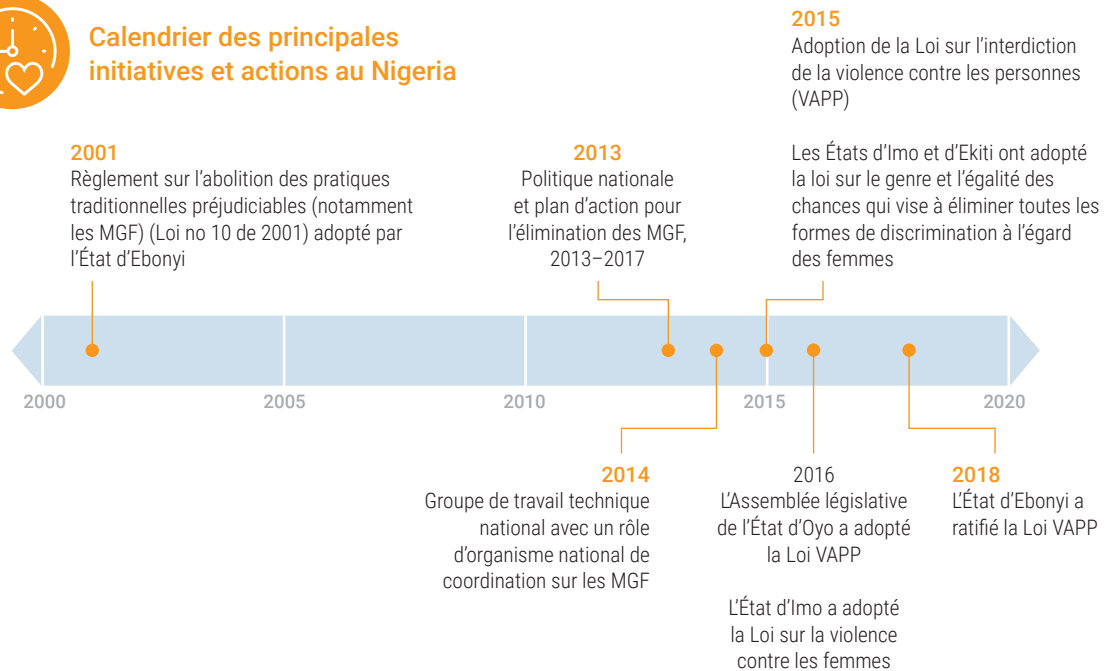 Calendrier des principales
initiatives et actions au Nigeria
2001
Règlement sur l’abolition des pratiques
traditionnelles préjudiciables (notamment
les MGF) (Loi no 10 de 2001) adopté par
l’État d’Ebonyi
2013
Politique nationale
et plan d’action pour
l’élimination des MGF,
2013–2017
2015
Adoption de la Loi sur l’interdiction
de la violence contre les personnes
(VAPP)
Les États d’Imo et d’Ekiti ont adopté
la loi sur le genre et l’égalité des
chances qui vise à éliminer toutes les
formes de discrimination à l’égard
des femmes
2000
2005
2010
2015
2020
2014
Groupe de travail technique
national avec un rôle
d’organisme national de
coordination sur les MGF
2016
L’Assemblée législative
de l’État d’Oyo a adopté
la Loi VAPP
L’État d’Imo a adopté
la Loi sur la violence
contre les femmes
2018
L’État d’Ebonyi a
ratifié la Loi VAPP